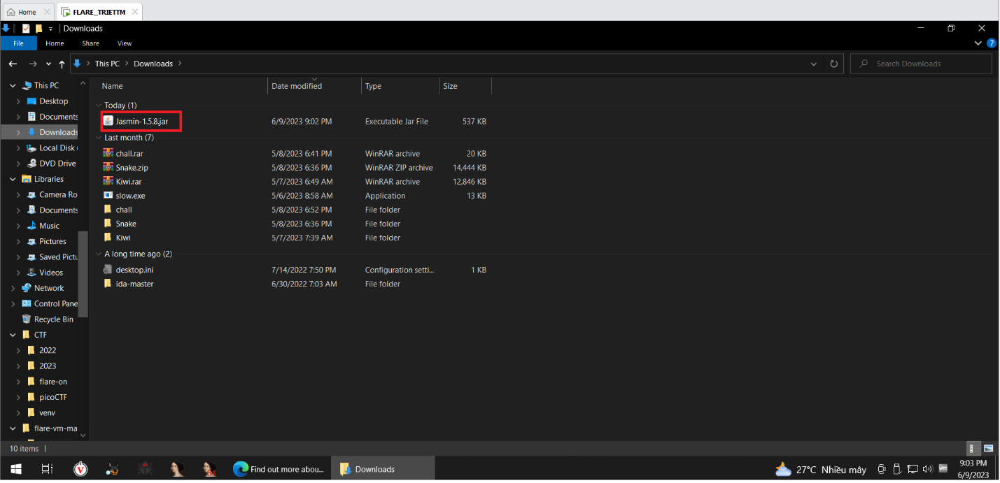 Home
FLARE_TRIETTM
Downloads
File Home Share View
This PC Downloads
Search Downloads
Name Date modified Type Size
Today (1)
Jasmin-1.5.8.jar 6/9/2023 9:02 PM Executable Jar File 537 KB
Last month (7)
chall.rar 5/8/2023 6:41 PM WinRAR archive 20 KB
Snake.zip 5/8/2023 6:36 PM WinRAR ZIP archive 14,444 KB
Kiwi.rar 5/7/2023 6:49 AM WinRAR archive 12,846 KB
slow.exe 5/6/2023 8:58 AM Application 13 KB
chall 5/8/2023 6:52 PM File folder
Snake 5/8/2023 6:36 PM File folder
Kiwi 5/7/2023 7:39 AM File folder
A long time ago (2)
desktop.ini 7/14/2022 7:50 PM Configuration setti... 1 KB
ida-master 6/30/2022 7:03 AM File folder
This PC
Desktop
Documents
Downloads
Local Disk (
DVD Drive
Libraries
Camera Ro
Documents
Music
Pictures
Saved Pictu
Videos
Network
Control Pane
Recycle Bin
CTF
2022
2023
flare-on
picoCTF
venv
flare-vm-ma
10 items
Find out more abou...
Downloads
27°C Nhiều mây
9:03 PM
6/9/2023